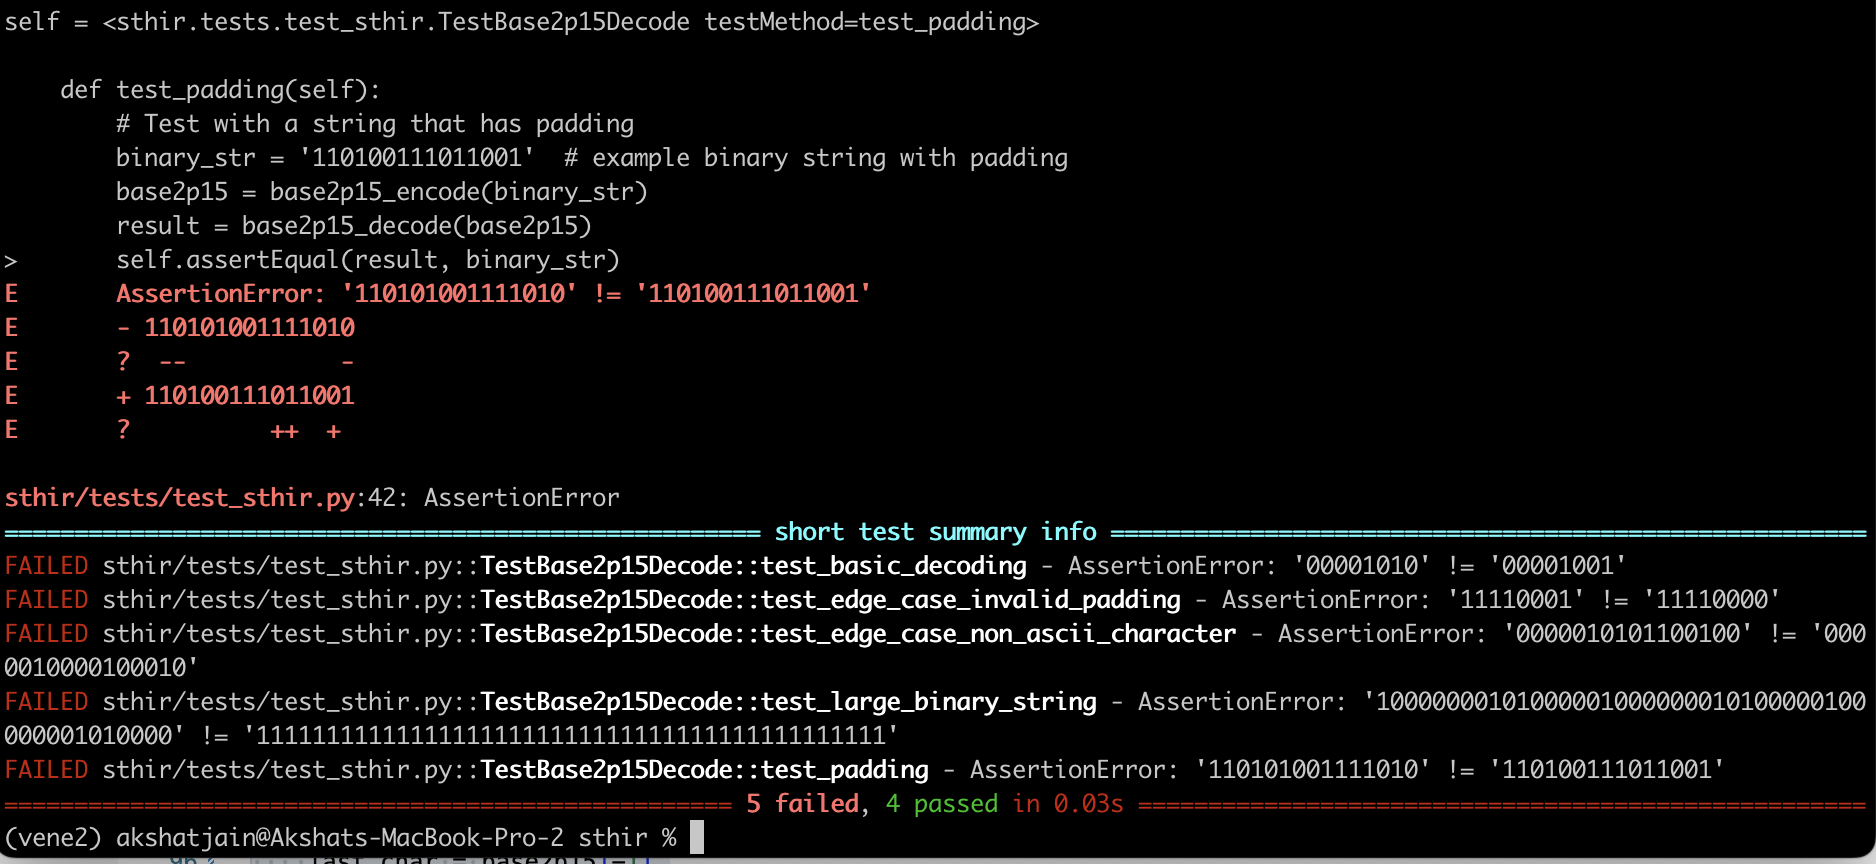 self = <sthir.tests.test_sthir.TestBase2p15Decode testMethod=test_padding>
    def test_padding(self):
        # Test with a string that has padding
        binary_str = '110100111011001'  # example binary string with padding
        base2p15 = base2p15_encode(binary_str)
        result = base2p15_decode(base2p15)
>       self.assertEqual(result, binary_str)
E       AssertionError: '110101001111010' != '110100111011001'
E       - 110101001111010
E       ?  --           -
E       + 110100111011001
E       ?          ++  +
sthir/tests/test_sthir.py:42: AssertionError
====================================================== short test summary info ======================================================
FAILED sthir/tests/test_sthir.py::TestBase2p15Decode::test_basic_decoding - AssertionError: '00001010' != '00001001'
FAILED sthir/tests/test_sthir.py::TestBase2p15Decode::test_edge_case_invalid_padding - AssertionError: '11110001' != '11110000'
FAILED sthir/tests/test_sthir.py::TestBase2p15Decode::test_edge_case_non_ascii_character - AssertionError: '0000010101100100' != '000
0010000100010'
FAILED sthir/tests/test_sthir.py::TestBase2p15Decode::test_large_binary_string - AssertionError: '10000000101000001000000010100000100
000001010000' != '111111111111111111111111111111111111111111111'
FAILED sthir/tests/test_sthir.py::TestBase2p15Decode::test_padding - AssertionError: '110101001111010' != '110100111011001'
==================================================== 5 failed, 4 passed in 0.03s ====================================================
(vene2) akshatjain@Akshats-MacBook-Pro-2 sthir %